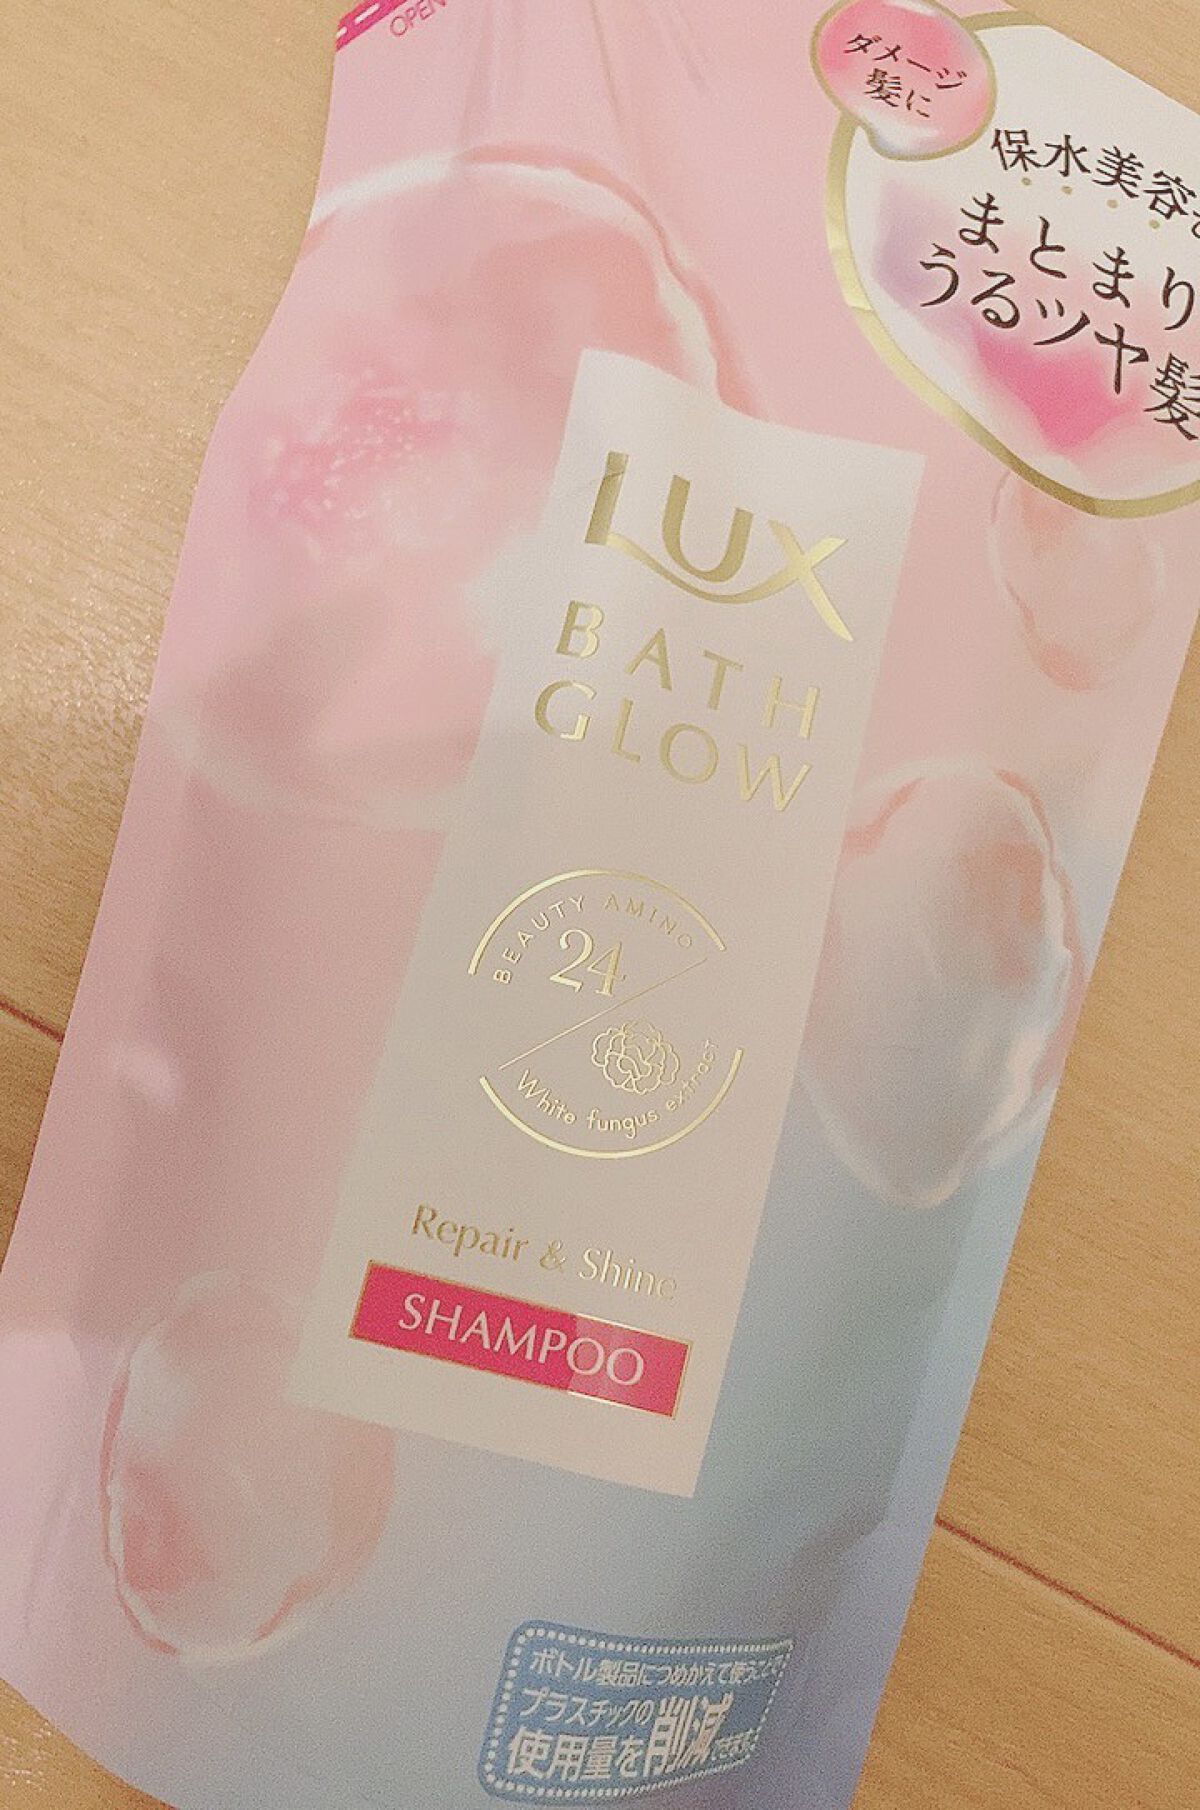 OPEN
ダメージ
髪に
保水美容
まとまり
うるツヤ髪
LUX
BATH
GLOW
BEAUTY AMINO
24
White fungus extract
Repair & Shine
SHAMPOO
ボトル製品につめかえて使うことで
プラスチックの
使用量を削減できます